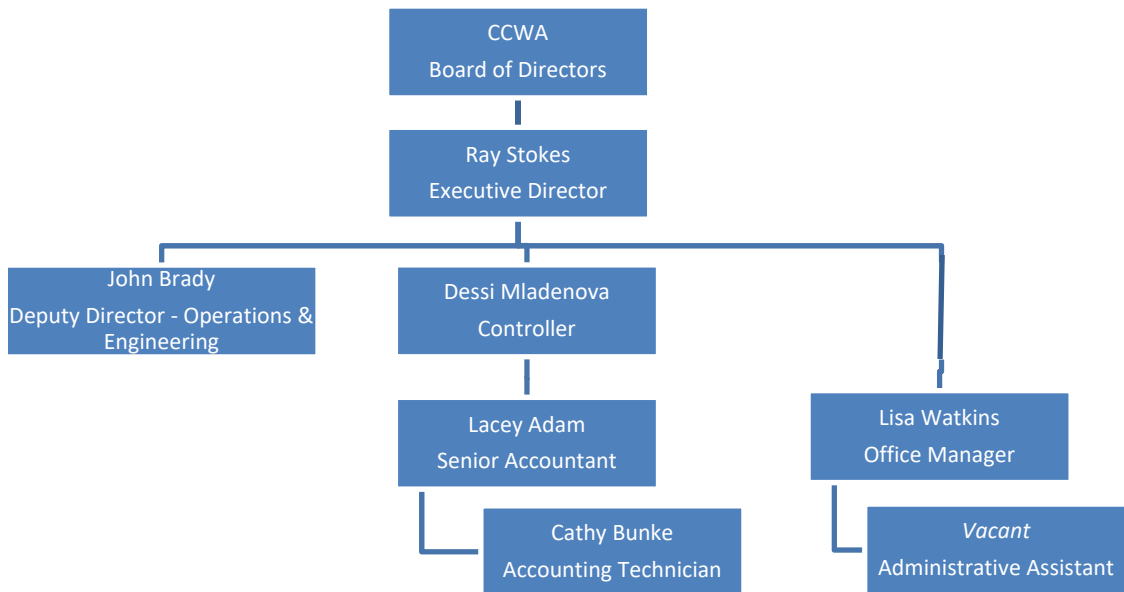 CCWA
Board of Directors
Ray Stokes
Executive Director
John Brady
Deputy Director - Operations &
Engineering
Dessi Mladenova
Controller
Lacey Adam
Senior Accountant
Cathy Bunke
Accounting Technician
Lisa Watkins
Office Manager
Vacant
Administrative Assistant